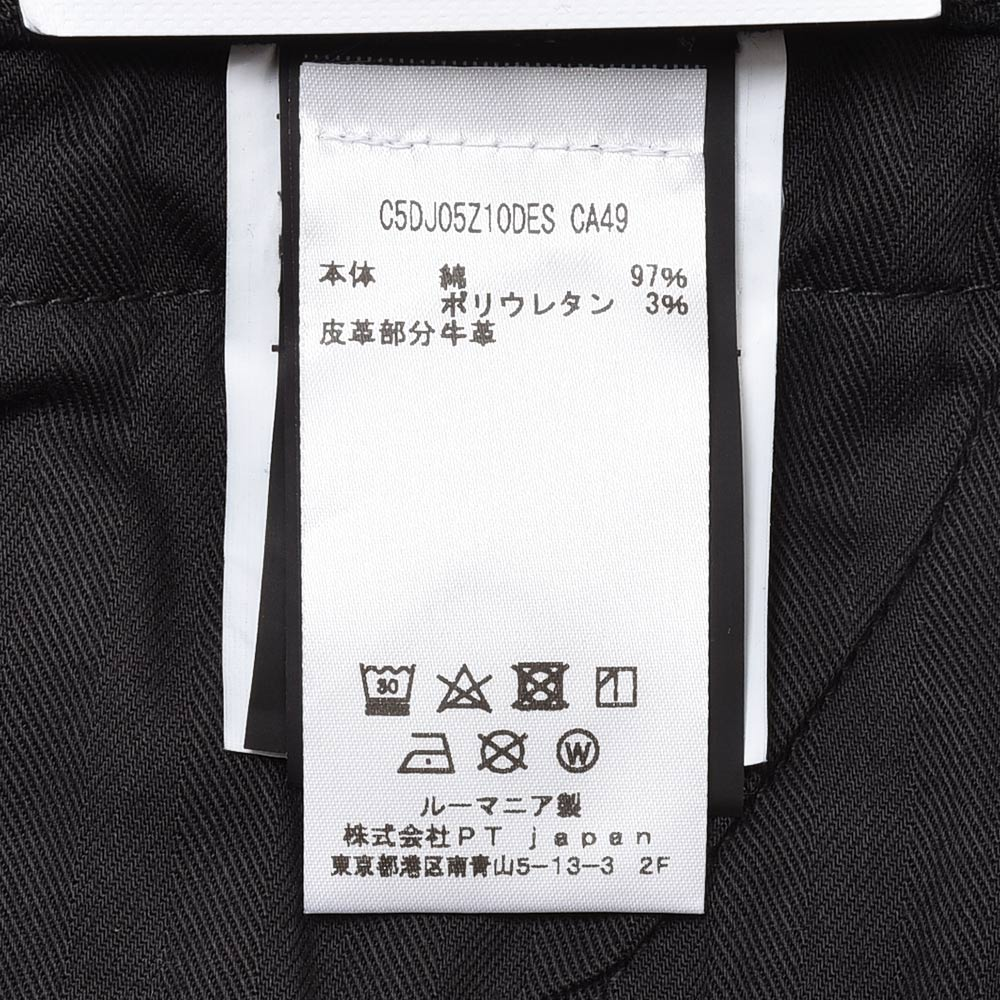 C5DJ05Z10DES CA49
本体 綿 97%
ポリウレタン 3%
皮革部分牛革
30
W
ルーマニア製
株式会社PT japan
東京都港区南青山5-13-3 2F